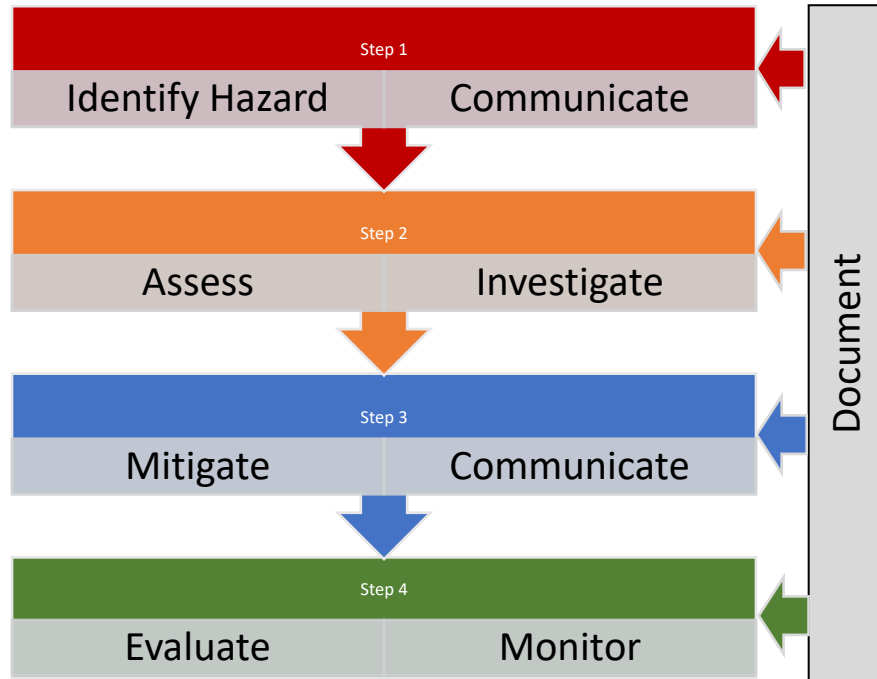 Step 1
Identify Hazard
Communicate
Step 2
Assess
Investigate
Step 3
Mitigate
Communicate
Step 4
Evaluate
Monitor
Document